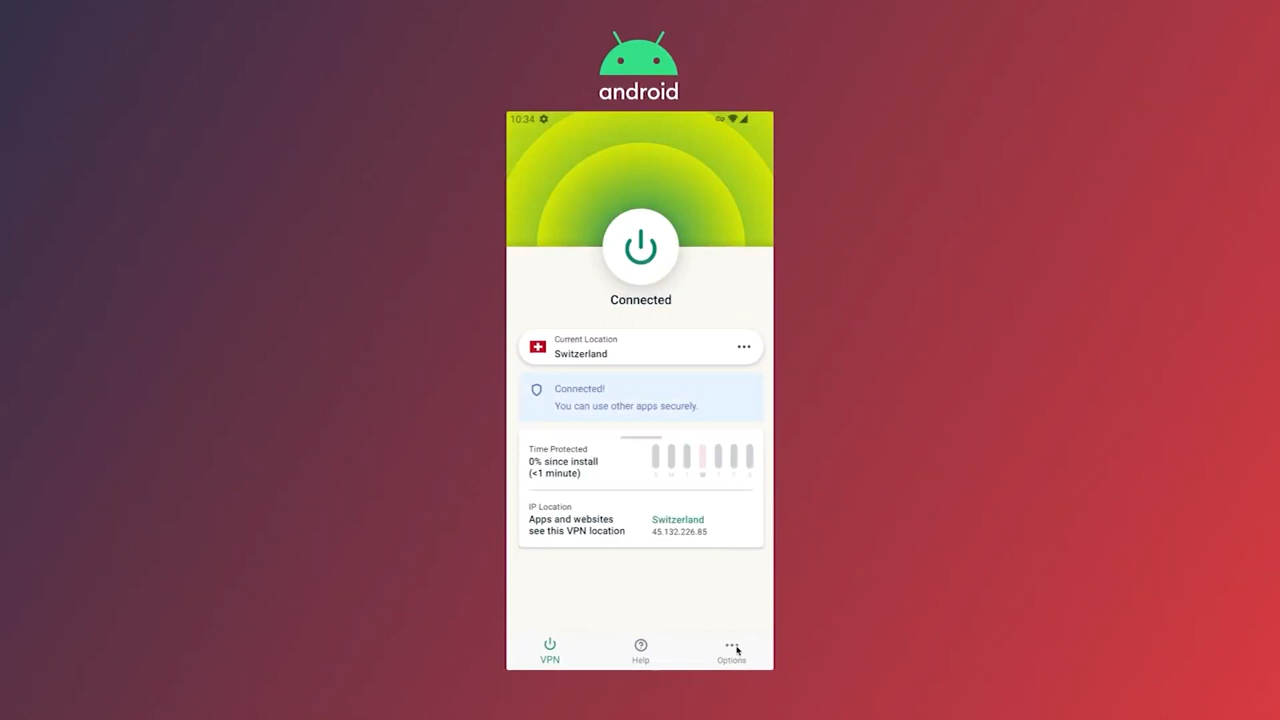 android
10:34
Connected
Current Location
Switzerland
Connected!
You can use other apps securely.
Time Protected
0% since install
(<1 minute)
W
IP Location
Apps and websites
see this VPN location
Switzerland
45.132.226.85
VPN
Help
Options